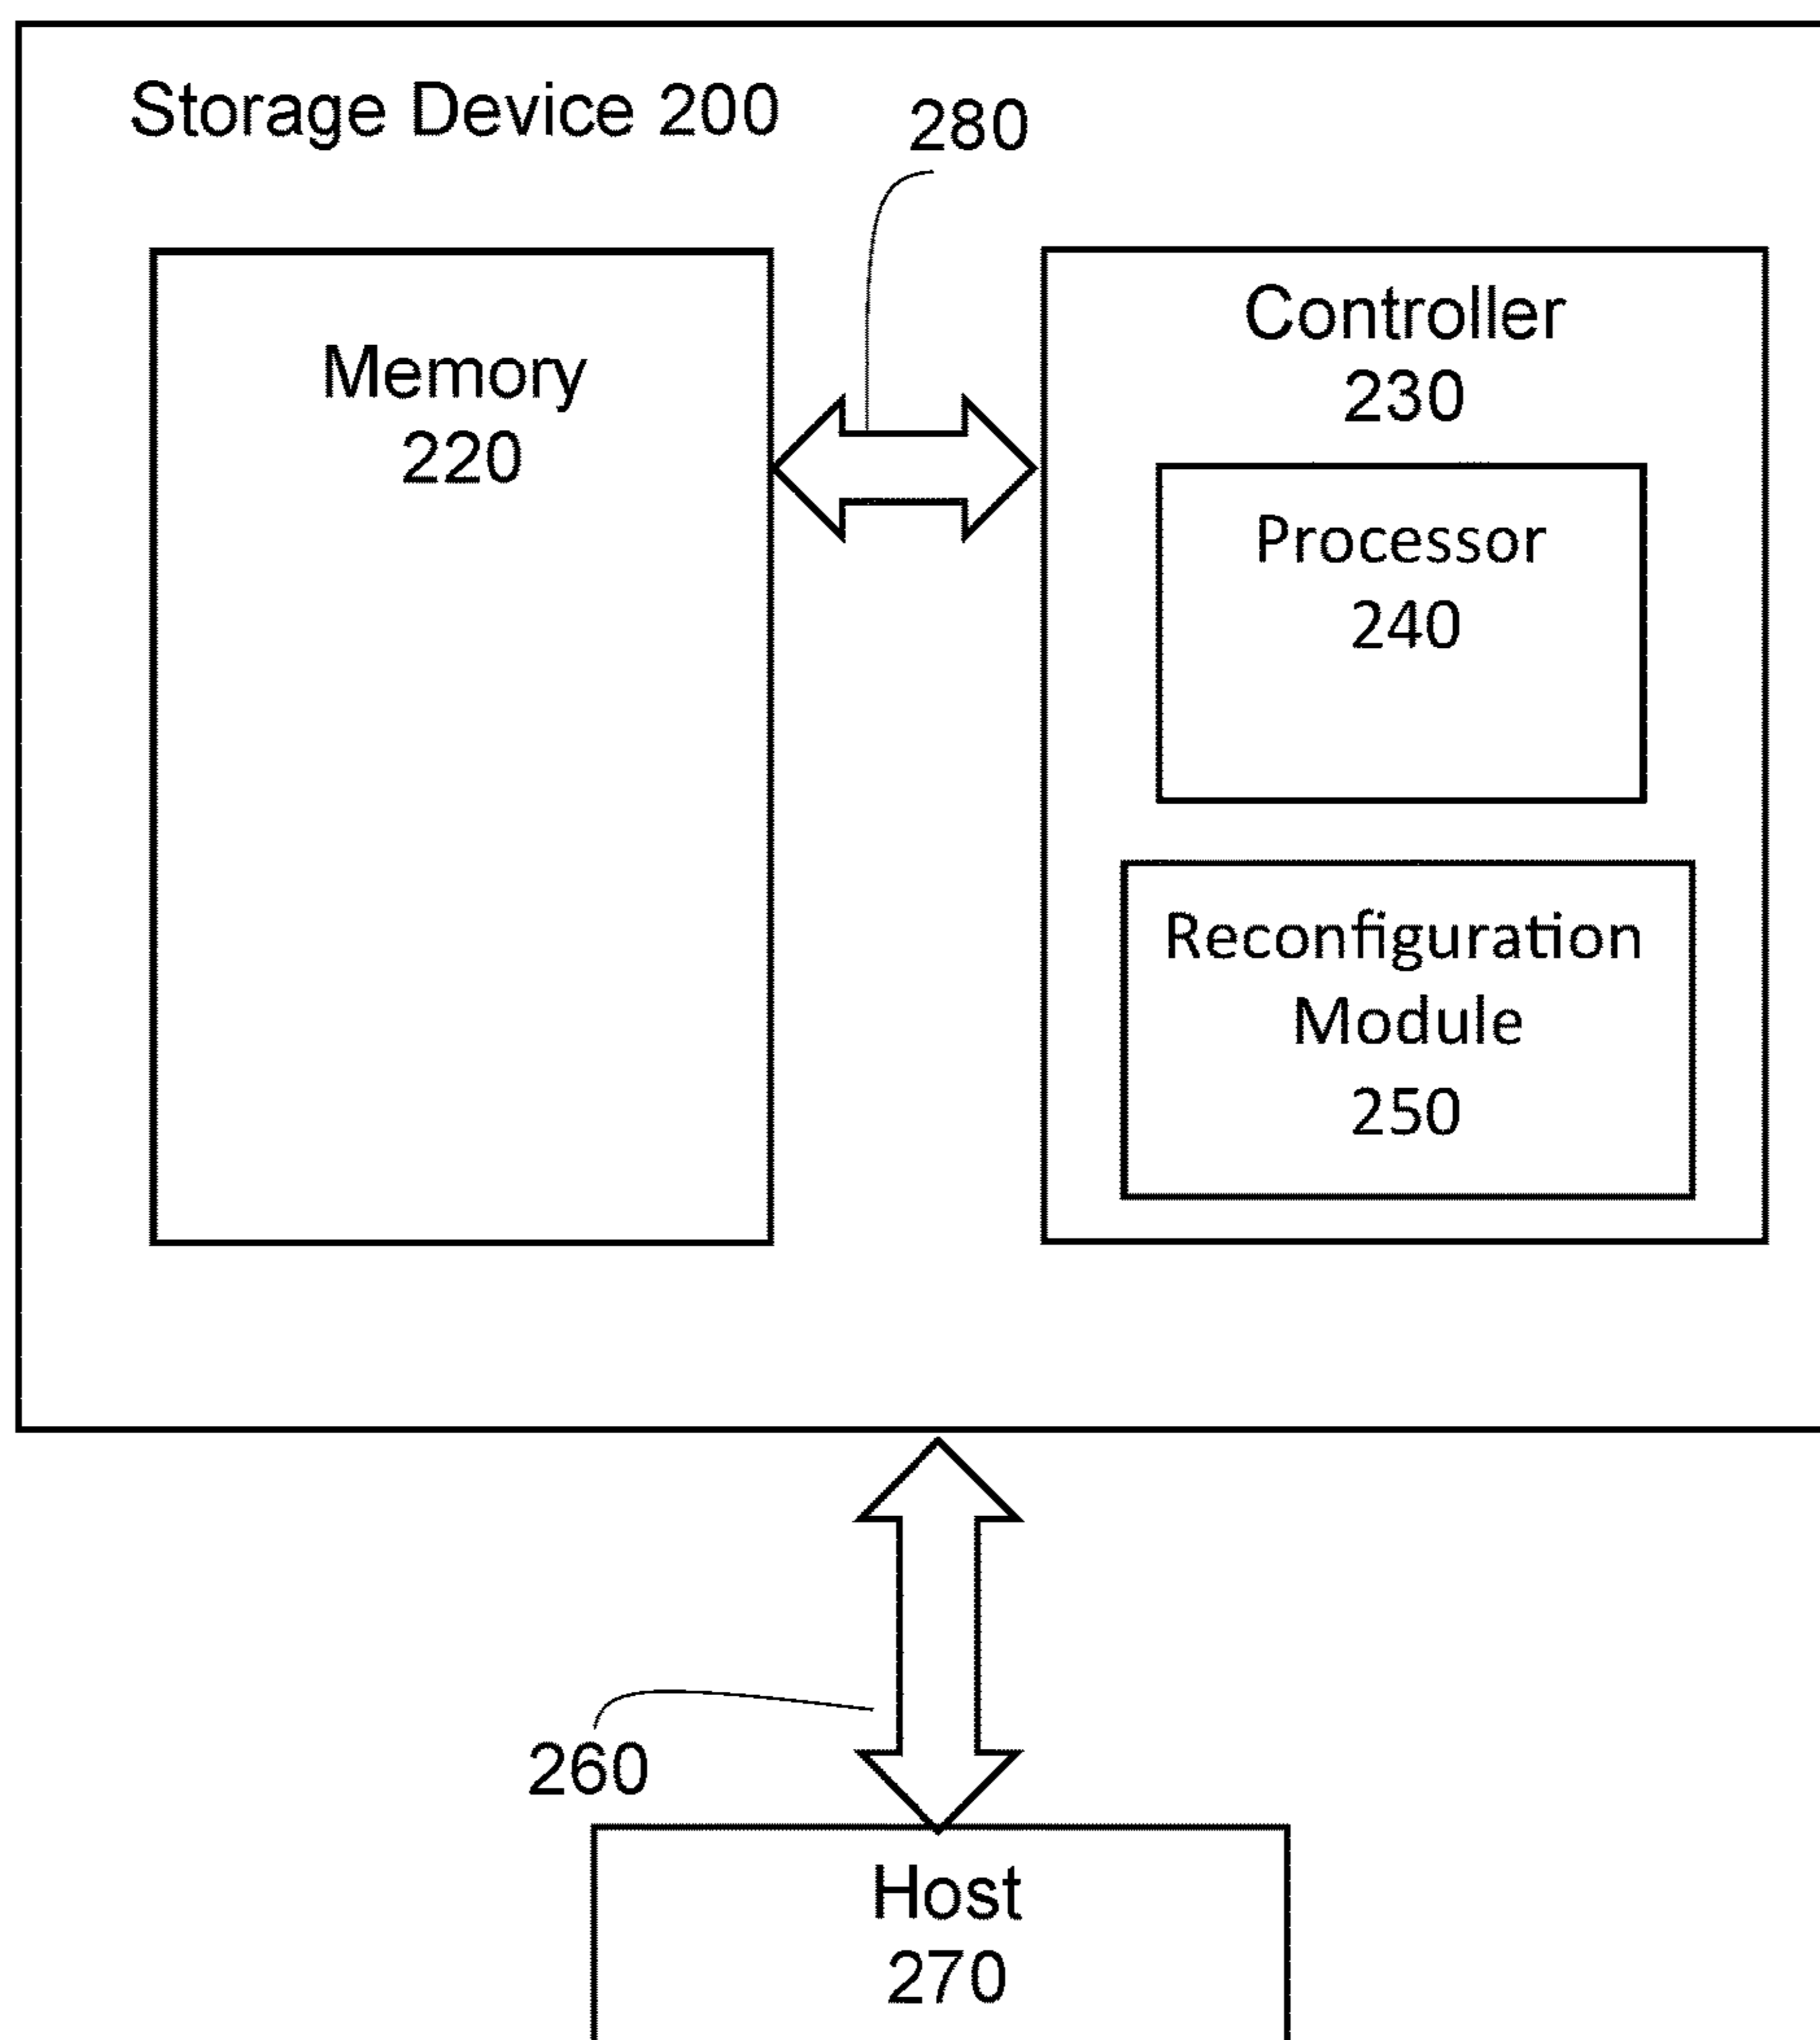 Storage Device 200
280
Memory
220
Controller
230
Processor
240
Reconfiguration
Module
250
260
Host
270